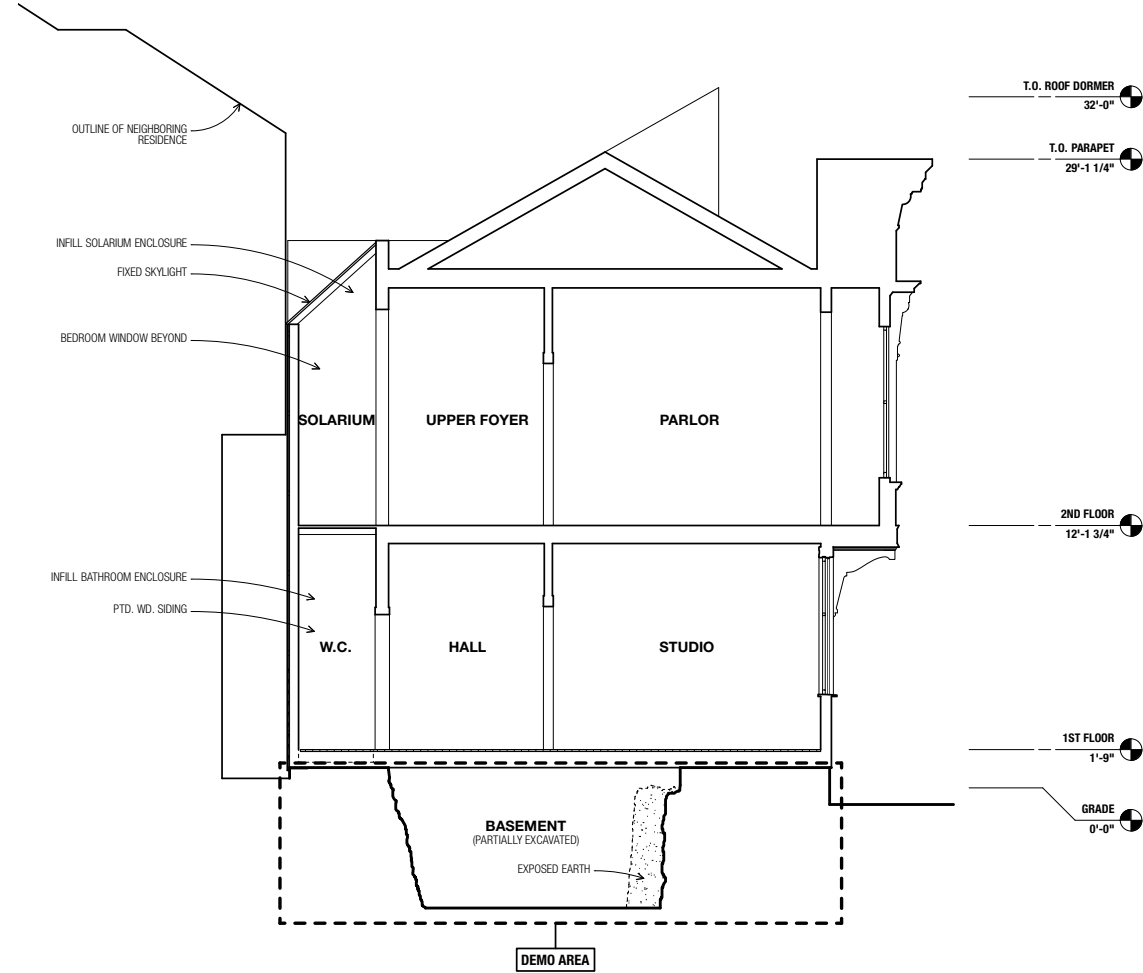 T.O. ROOF DORMER
32'-0"
OUTLINE OF NEIGHBORING
RESIDENCE
T.O. PARAPET
29'-1 1/4"
INFILL SOLARIUM ENCLOSURE
FIXED SKYLIGHT
BEDROOM WINDOW BEYOND
SOLARIUM
UPPER FOYER
PARLOR
2ND FLOOR
12'-1 3/4"
INFILL BATHROOM ENCLOSURE
PTD. WD. SIDING
W.C.
HALL
STUDIO
1ST FLOOR
1'-9"
GRADE
0'-0"
BASEMENT
(PARTIALLY EXCAVATED)
EXPOSED EARTH
DEMO AREA